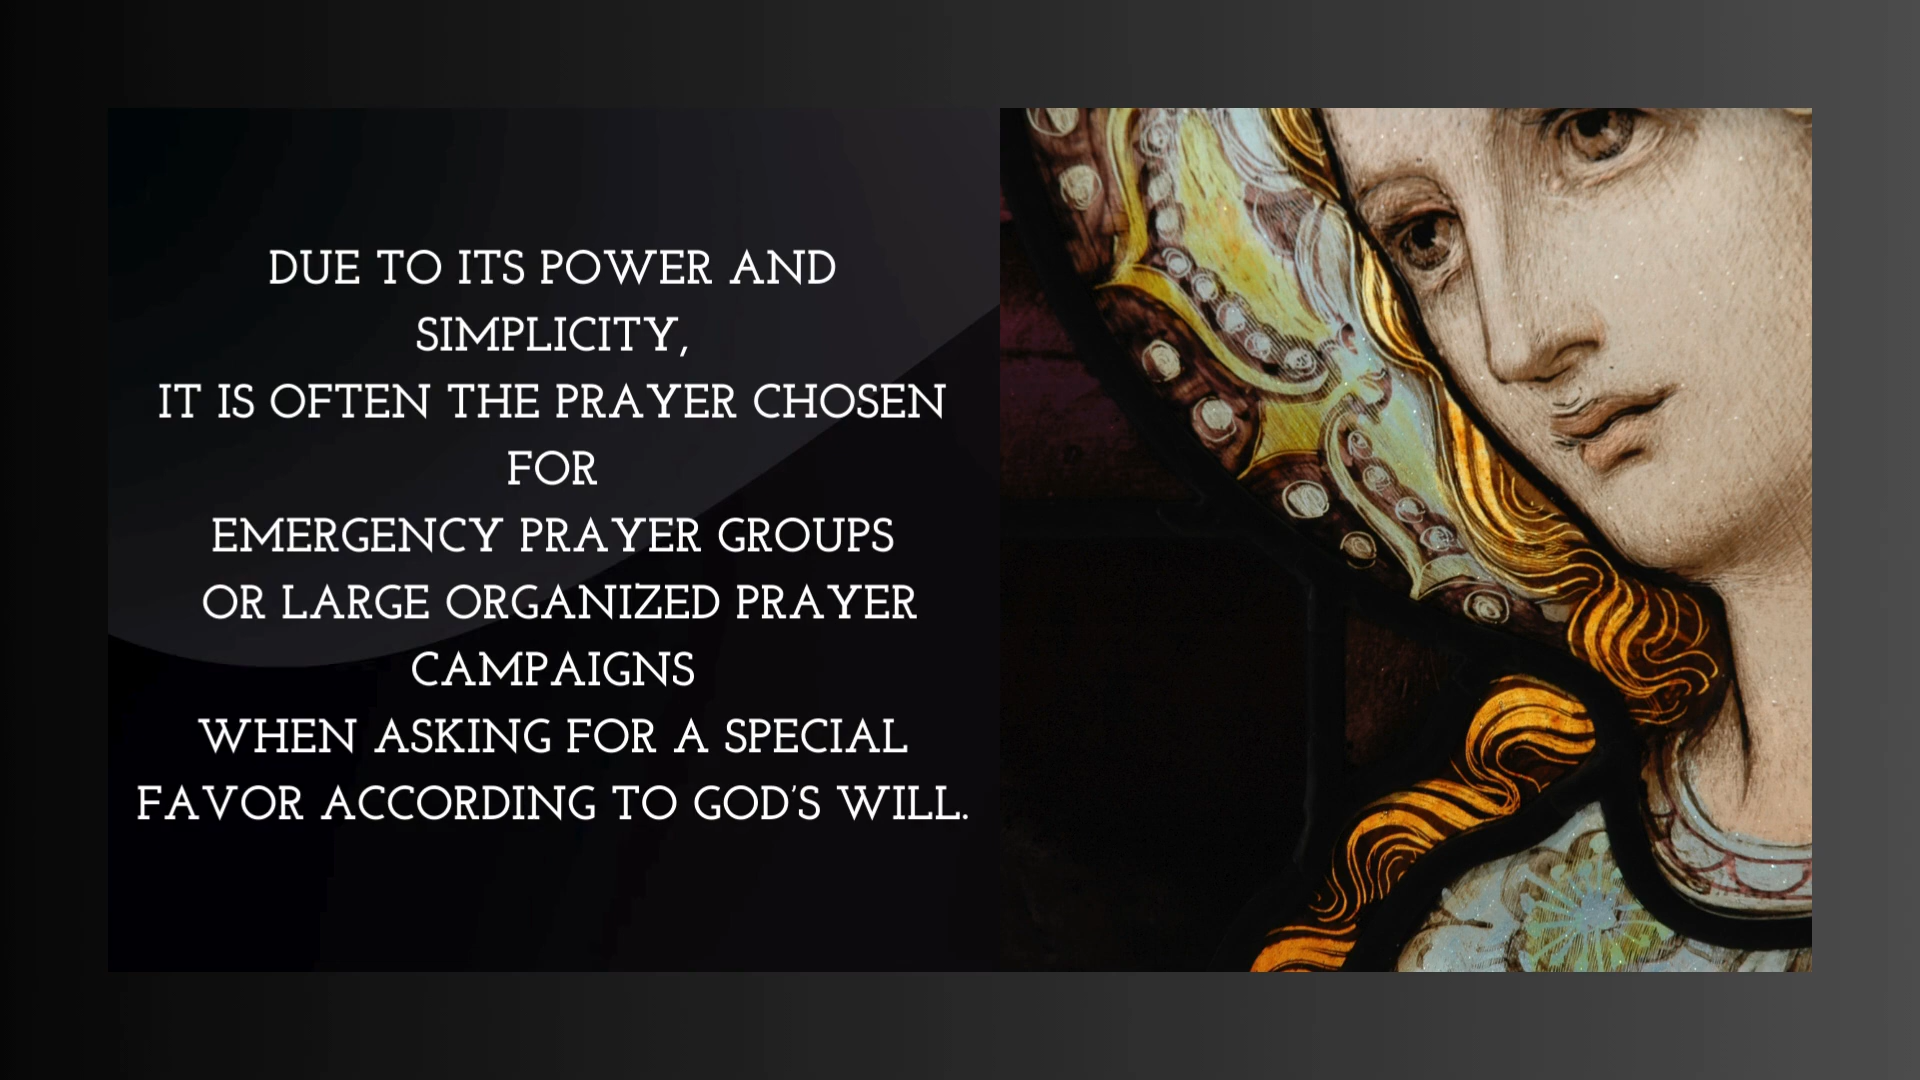 DUE TO ITS POWER AND
SIMPLICITY,
IT IS OFTEN THE PRAYER CHOSEN
FOR
EMERGENCY PRAYER GROUPS
OR LARGE ORGANIZED PRAYER
CAMPAIGNS
WHEN ASKING FOR A SPECIAL
FAVOR ACCORDING TO GOD'S WILL.